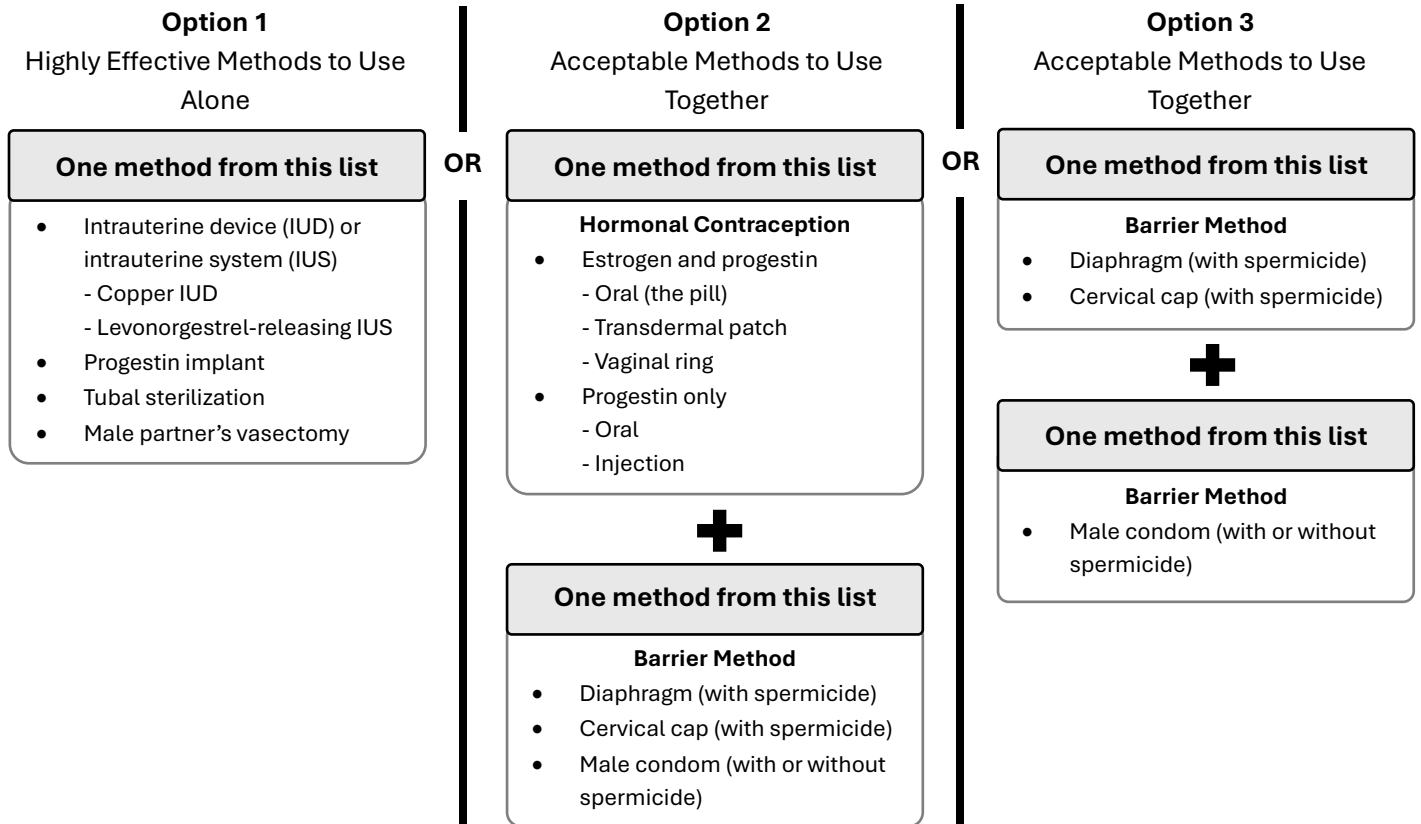 Option 1
Highly Effective Methods to Use
Alone
One method from this list
• Intrauterine device (IUD) or
intrauterine system (IUS)
- Copper IUD
- Levonorgestrel-releasing IUS
• Progestin implant
• Tubal sterilization
• Male partner’s vasectomy
OR
Option 2
Acceptable Methods to Use
Together
One method from this list
Hormonal Contraception
• Estrogen and progestin
- Oral (the pill)
- Transdermal patch
- Vaginal ring
• Progestin only
- Oral
- Injection
+
One method from this list
Barrier Method
• Diaphragm (with spermicide)
• Cervical cap (with spermicide)
• Male condom (with or without
spermicide)
OR
Option 3
Acceptable Methods to Use
Together
One method from this list
Barrier Method
• Diaphragm (with spermicide)
• Cervical cap (with spermicide)
+
One method from this list
Barrier Method
• Male condom (with or without
spermicide)